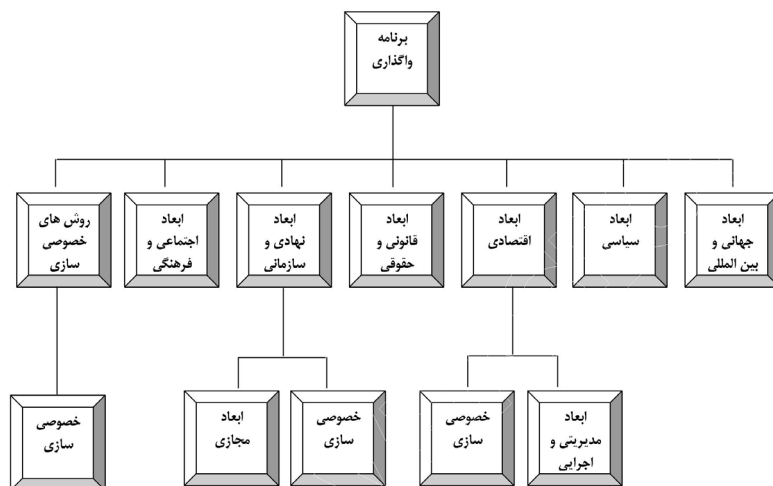 برنامه
واگذاری
ابعاد
جهانی و
بین المللی
ابعاد
سیاسی
ابعاد
اقتصادی
ابعاد
قانونی و
حقوقی
ابعاد
نهادی و
سازمانی
ابعاد
اجتماعی و
فرهنگی
روش های
خصوصی
سازی
ابعاد
مدیریتی و
اجرایی
خصوصی
سازی
خصوصی
سازی
ابعاد
مجازی
خصوصی
سازی